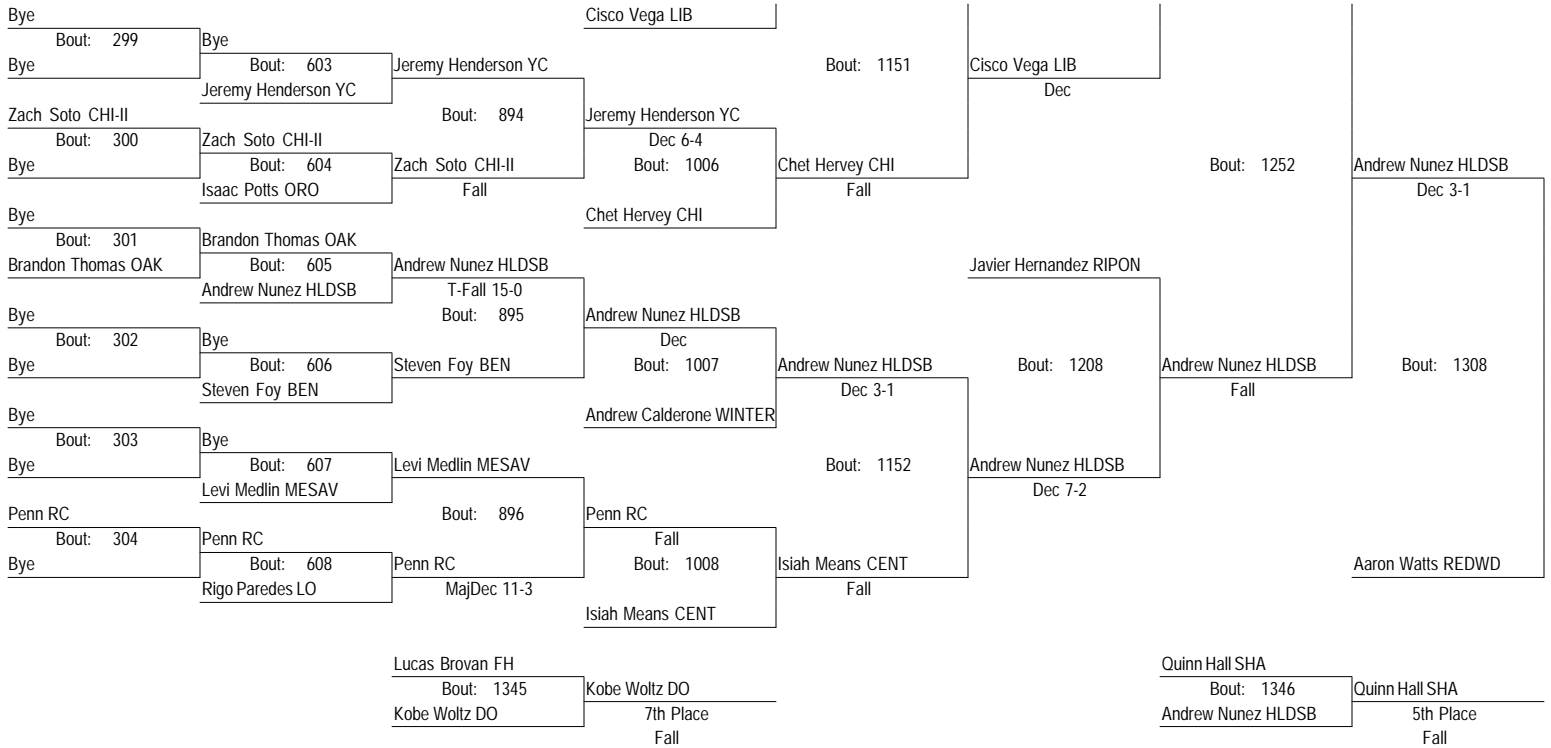 Bye
Cisco Vega LIB
Bout: 299
Bye
Bye
Bout: 603
Jeremy Henderson YC
Bout: 1151
Cisco Vega LIB
Jeremy Henderson YC
Dec
Zach Soto CHI-II
Bout: 894
Jeremy Henderson YC
Bout: 300
Zach Soto CHI-II
Dec 6-4
Bye
Bout: 604
Zach Soto CHI-II
Bout: 1006
Chet Hervey CHI
Bout: 1252
Andrew Nunez HLDSB
Isaac Potts ORO
Fall
Fall
Dec 3-1
Bye
Chet Hervey CHI
Bout: 301
Brandon Thomas OAK
Brandon Thomas OAK
Bout: 605
Andrew Nunez HLDSB
Javier Hernandez RIPON
Andrew Nunez HLDSB
T-Fall 15-0
Bye
Bout: 895
Andrew Nunez HLDSB
Bout: 302
Bye
Dec
Bye
Bout: 606
Steven Foy BEN
Bout: 1007
Andrew Nunez HLDSB
Bout: 1208
Andrew Nunez HLDSB
Bout: 1308
Steven Foy BEN
Dec 3-1
Fall
Bye
Andrew Calderone WINTER
Bout: 303
Bye
Bye
Bout: 607
Levi Medlin MESAV
Bout: 1152
Andrew Nunez HLDSB
Levi Medlin MESAV
Dec 7-2
Penn RC
Bout: 896
Penn RC
Bout: 304
Penn RC
Fall
Bye
Bout: 608
Penn RC
Bout: 1008
Isiah Means CENT
Aaron Watts REDWD
Rigo Paredes LO
MajDec 11-3
Fall
Isiah Means CENT
Lucas Brovan FH
Quinn Hall SHA
Bout: 1345
Kobe Woltz DO
Bout: 1346
Quinn Hall SHA
Kobe Woltz DO
7th Place
Andrew Nunez HLDSB
5th Place
Fall
Fall